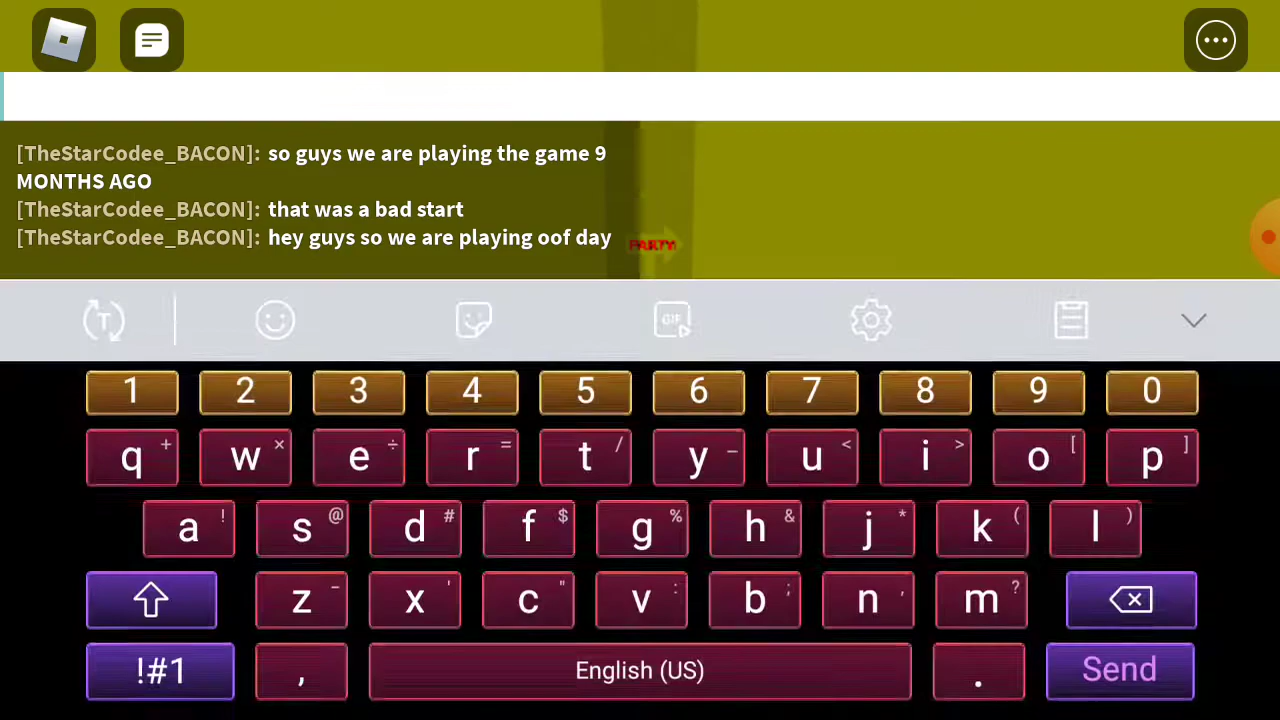 [TheStarCodee_BACON]: so guys we are playing the game 9
MONTHS AGO
[TheStarCodee_BACON]: that was a bad start
[TheStarCodee_BACON]: hey guys so we are playing oof day
PARTY
T GIF
1 2 3 4 5 6 7 8 9 0
q + w × e ÷ r = t / y _ u < i > o [ p ]
a ! s @ d # f $ g % h & j * k ( l )
z - x ' c " v : b ; n , m ?
!#1 , English (US) . Send